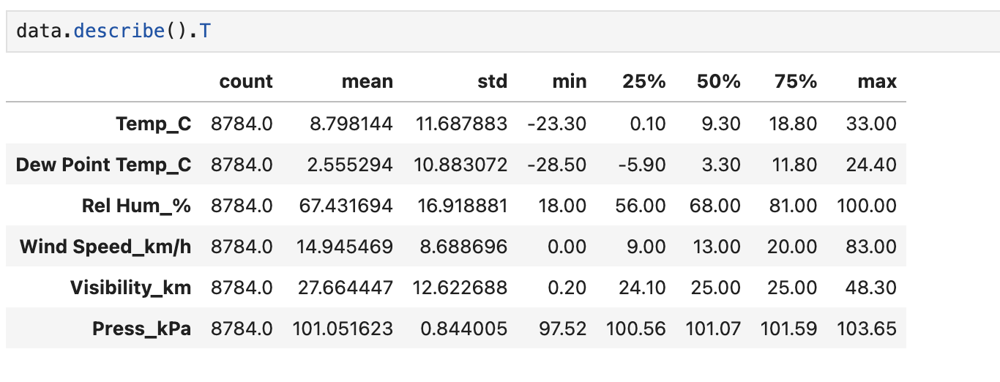 data.describe().T
count mean std min 25% 50% 75% max
Temp_C 8784.0 8.798144 11.687883 -23.30 0.10 9.30 18.80 33.00
Dew Point Temp_C 8784.0 2.555294 10.883072 -28.50 -5.90 3.30 11.80 24.40
Rel Hum_% 8784.0 67.431694 16.918881 18.00 56.00 68.00 81.00 100.00
Wind Speed_km/h 8784.0 14.945469 8.688696 0.00 9.00 13.00 20.00 83.00
Visibility_km 8784.0 27.664447 12.622688 0.20 24.10 25.00 25.00 48.30
Press_kPa 8784.0 101.051623 0.844005 97.52 100.56 101.07 101.59 103.65